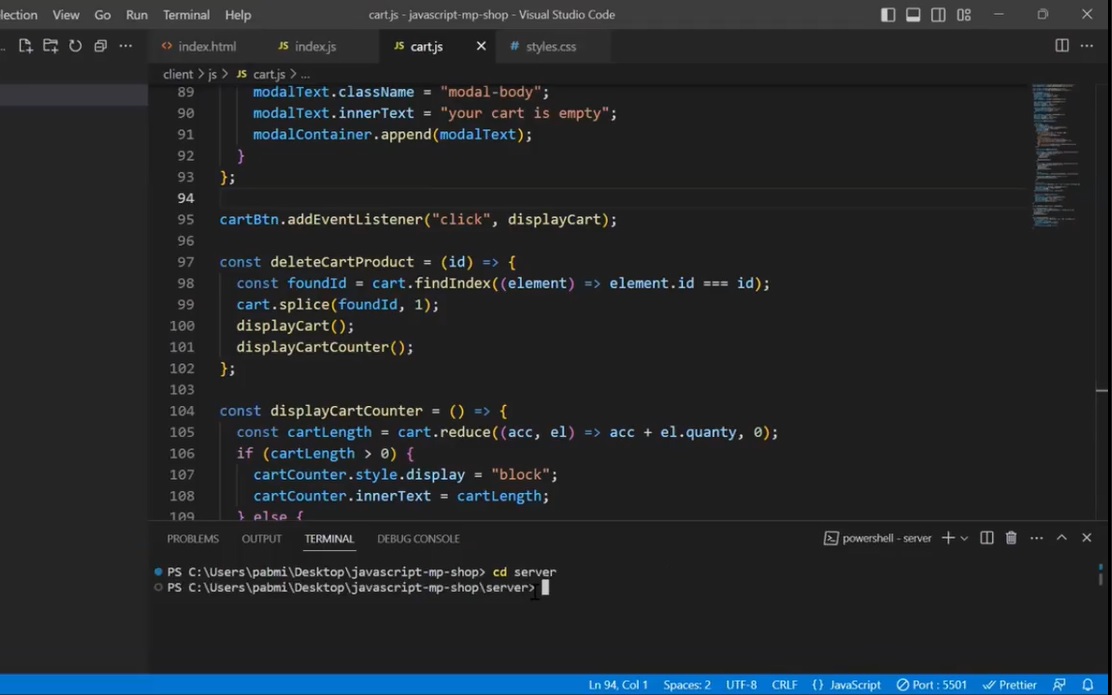 lection View Go Run Terminal Help cart.js - javascript-mp-shop - Visual Studio Code
<> index.html JS index.js JS cart.js # styles.css
client > js > JS cart.js > ...
89 modalText.className = "modal-body";
90 modalText.innerText = "your cart is empty";
91 modalContainer.append(modalText);
92 }
93 };
94
95 cartBtn.addEventListener("click", displayCart);
96
97 const deleteCartProduct = (id) => {
98 const foundId = cart.findIndex((element) => element.id === id);
99 cart.splice(foundId, 1);
100 displayCart();
101 displayCartCounter();
102 };
103
104 const displayCartCounter = () => {
105 const cartLength = cart.reduce((acc, el) => acc + el.quanty, 0);
106 if (cartLength > 0) {
107 cartCounter.style.display = "block";
108 cartCounter.innerText = cartLength;
109 } else {
PROBLEMS OUTPUT TERMINAL DEBUG CONSOLE powershell - server
PS C:\Users\pabmi\Desktop\javascript-mp-shop> cd server
PS C:\Users\pabmi\Desktop\javascript-mp-shop\server>
Ln 94, Col 1 Spaces: 2 UTF-8 CRLF {} JavaScript Port : 5501 Prettier